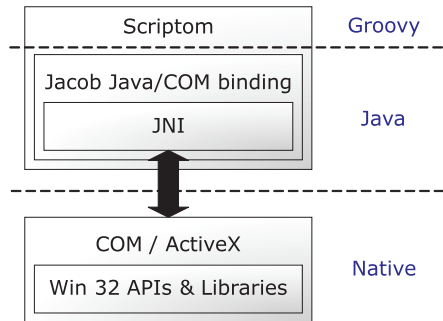 Scriptom
Groovy
Jacob Java/COM binding
JNI
Java
COM / ActiveX
Win 32 APIs & Libraries
Native